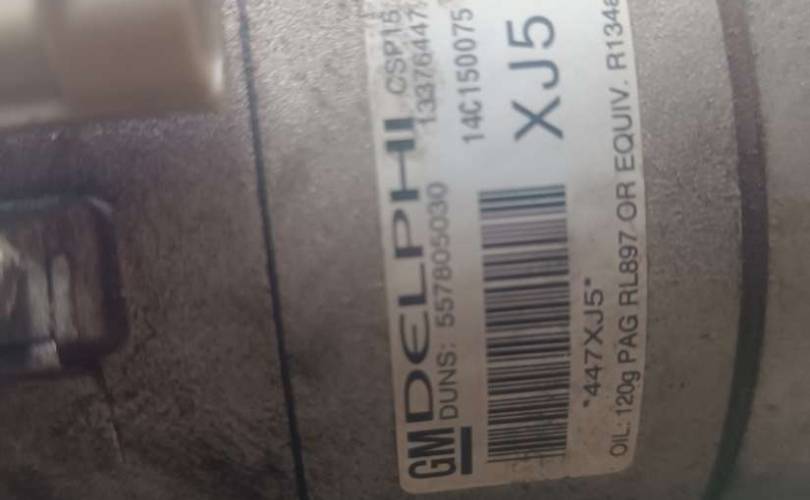 GM DELPHI CSP15
DUNS: 557805030 13376447
14C150075
XJ5
*447XJ5*
OIL: 120g PAG RL897 OR EQUIV. R134a